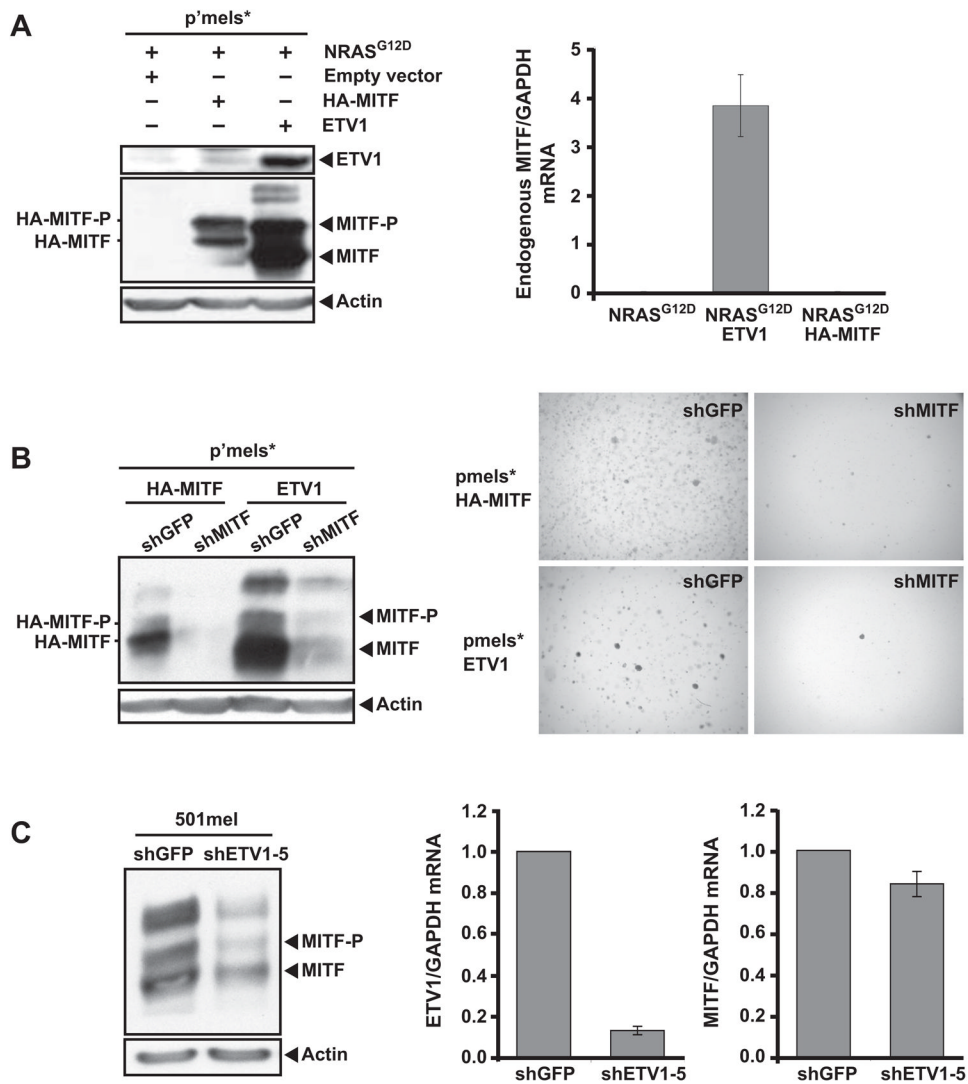 A
p'mels*
+ + + NRASG12D
+ – – Empty vector
– + – HA-MITF
– – + ETV1
ETV1
HA-MITF-P
HA-MITF
MITF-P
MITF
Actin
Endogenous MITF/GAPDH
mRNA
5
4
3
2
1
0
NRASG12D
NRASG12D
ETV1
NRASG12D
HA-MITF
B
p'mels*
HA-MITF ETV1
shGFP shMITF shGFP shMITF
HA-MITF-P
HA-MITF
MITF-P
MITF
Actin
pmels*
HA-MITF
shGFP
shMITF
pmels*
ETV1
shGFP
shMITF
C
501mel
shGFP shETV1-5
MITF-P
MITF
Actin
ETV1/GAPDH mRNA
1.2
1.0
0.8
0.6
0.4
0.2
0.0
shGFP shETV1-5
MITF/GAPDH mRNA
1.2
1.0
0.8
0.6
0.4
0.2
0.0
shGFP shETV1-5